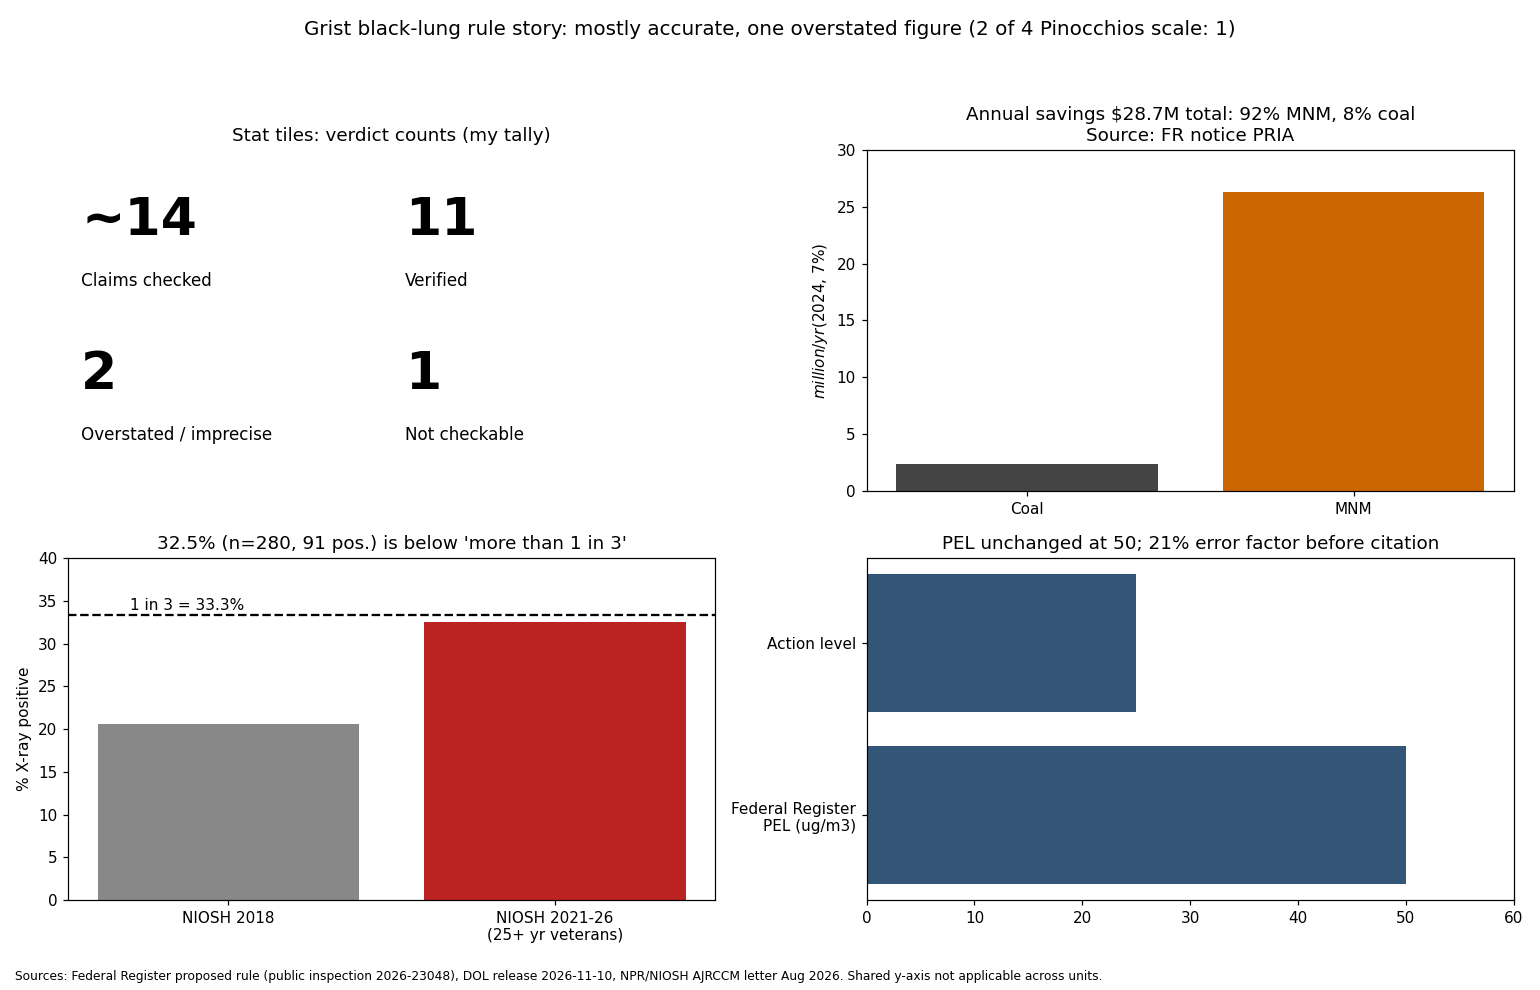 Grist black-lung rule story: mostly accurate, one overstated figure (2 of 4 Pinocchios scale: 1)
Stat tiles: verdict counts (my tally)
~14
Claims checked
11
Verified
2
Overstated / imprecise
1
Not checkable
Annual savings $28.7M total: 92% MNM, 8% coal
Source: FR notice PRIA
million/yr(2024, 7%)
30
25
20
15
10
5
0
Coal
MNM
32.5% (n=280, 91 pos.) is below 'more than 1 in 3'
% X-ray positive
40
35
30
25
20
15
10
5
0
1 in 3 = 33.3%
NIOSH 2018
NIOSH 2021-26
(25+ yr veterans)
PEL unchanged at 50; 21% error factor before citation
Action level
Federal Register
PEL (ug/m3)
0
10
20
30
40
50
60
Sources: Federal Register proposed rule (public inspection 2026-23048), DOL release 2026-11-10, NPR/NIOSH AJRCCM letter Aug 2026. Shared y-axis not applicable across units.